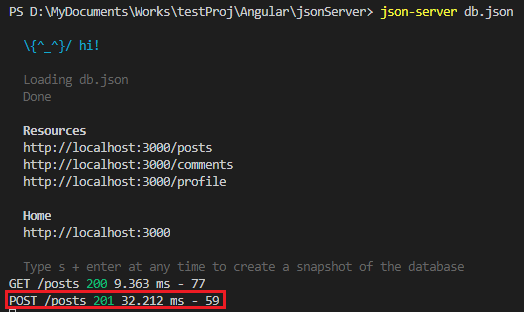 PS D:\MyDocuments\Works\testProj\Angular\jsonServer> json-server db.json
\{^_^}/ hi!
Loading db.json
Done
Resources
http://localhost:3000/posts
http://localhost:3000/comments
http://localhost:3000/profile
Home
http://localhost:3000
Type s + enter at any time to create a snapshot of the database
GET /posts 200 9.363 ms - 77
POST /posts 201 32.212 ms - 59